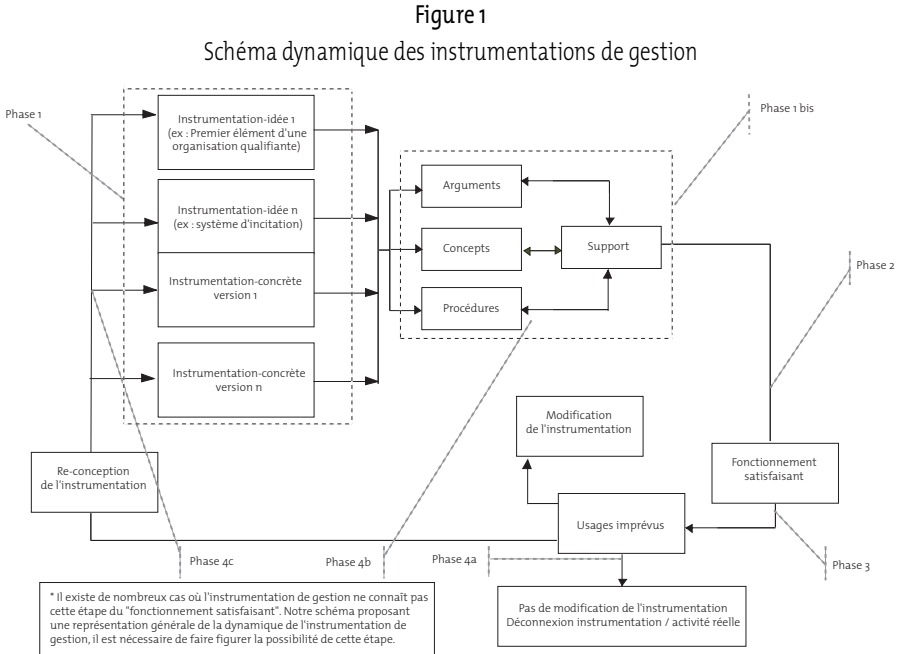 Figure 1
Schéma dynamique des instrumentations de gestion
Phase 1
Instrumentation-idée 1
(ex : Premier élément d'une
organisation qualifiante)
Phase 1 bis
Arguments
Instrumentation-idée n
(ex : système d'incitation)
Concepts
Support
Phase 2
Instrumentation-concrète
version 1
Procédures
Instrumentation-concrète
version n
Modification
de l'instrumentation
Re-conception
de l'instrumentation
Fonctionnement
satisfaisant
Usages imprévus
Phase 4c
Phase 4b
Phase 4a
Phase 3
* Il existe de nombreux cas où l'instrumentation de gestion ne connaît pas
cette étape du "fonctionnement satisfaisant". Notre schéma proposant
une représentation générale de la dynamique de l'instrumentation de
gestion, il est nécessaire de faire figurer la possibilité de cette étape.
Pas de modification de l'instrumentation
Déconnexion instrumentation / activité réelle